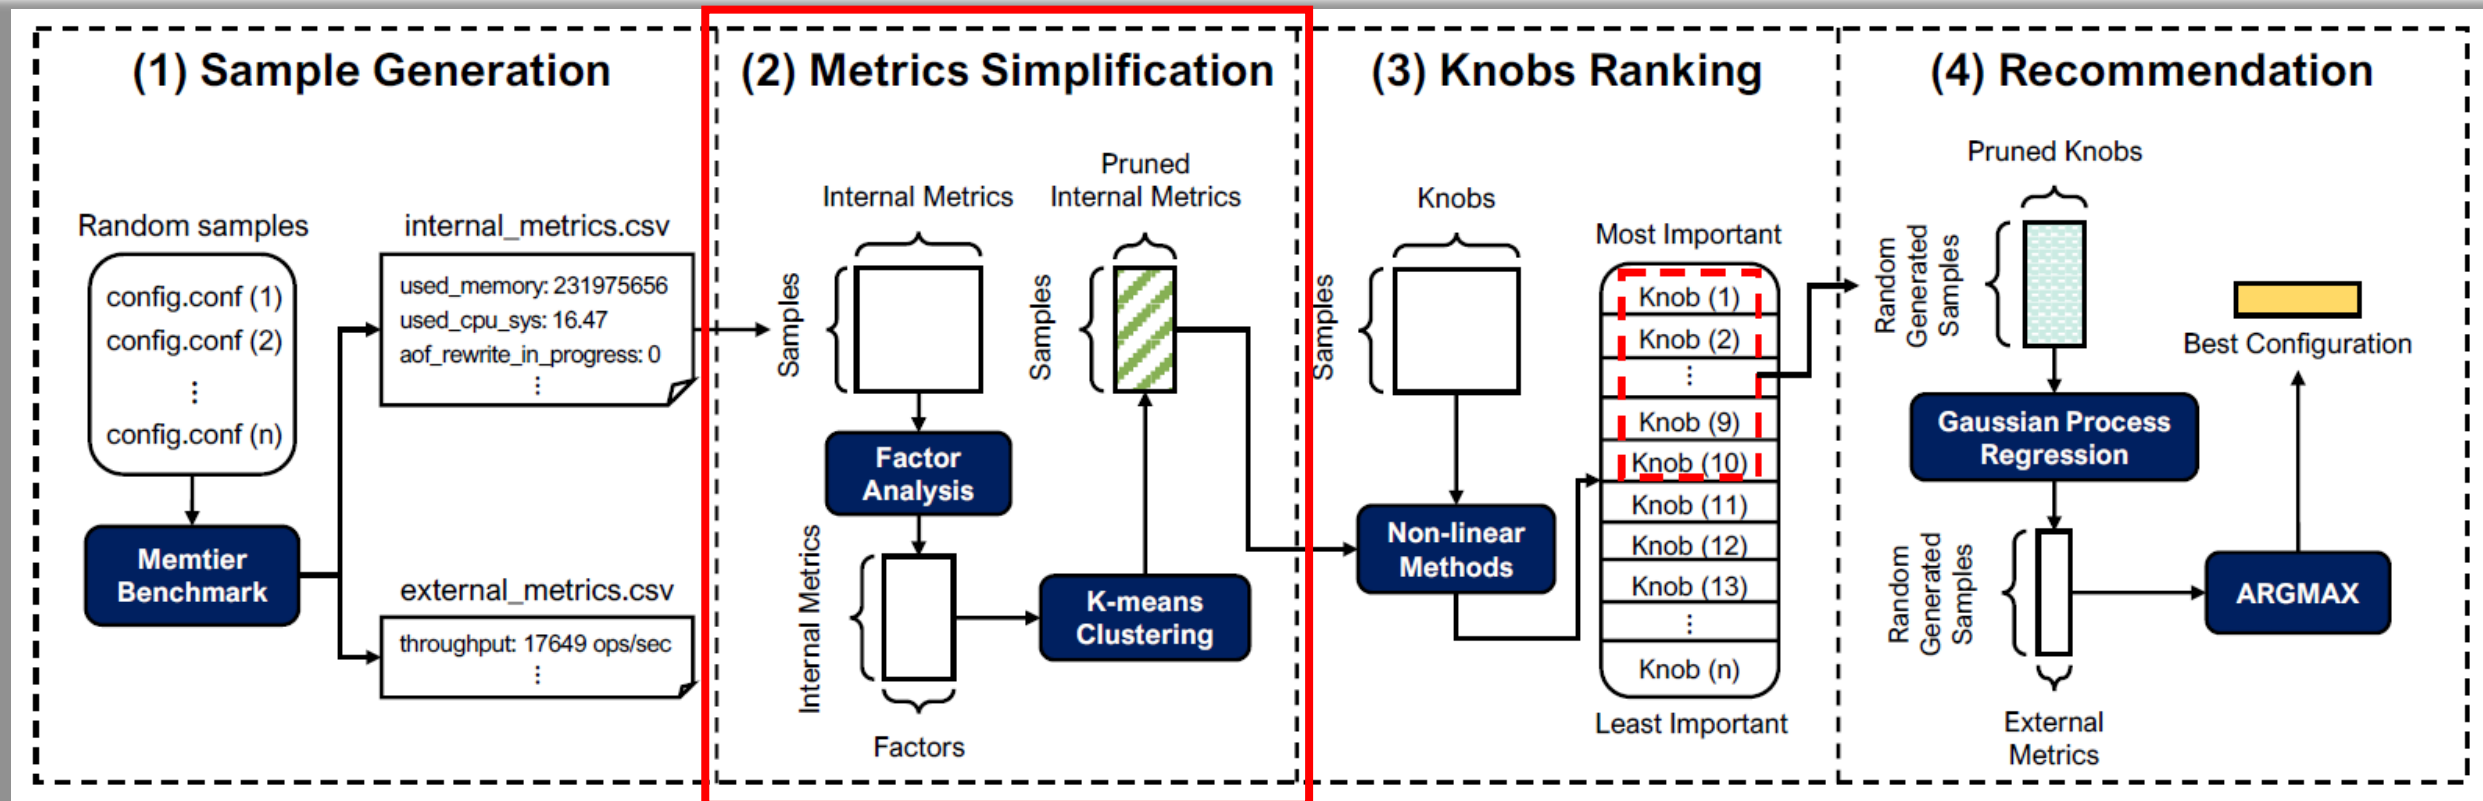 (1) Sample Generation
Random samples
config.conf (1)
config.conf (2)
⋮
config.conf (n)
Memtier
Benchmark
internal_metrics.csv
used_memory: 231975656
used_cpu_sys: 16.47
aof_rewrite_in_progress: 0
⋮
external_metrics.csv
throughput: 17649 ops/sec
⋮
(2) Metrics Simplification
Internal Metrics
Samples
Factor
Analysis
Internal Metrics
Factors
K-means
Clustering
Pruned
Internal Metrics
Samples
(3) Knobs Ranking
Knobs
Samples
Non-linear
Methods
Most Important
Knob (1)
Knob (2)
⋮
Knob (9)
Knob (10)
Knob (11)
Knob (12)
Knob (13)
⋮
Knob (n)
Least Important
(4) Recommendation
Pruned Knobs
Random
Generated
Samples
Gaussian Process
Regression
Random
Generated
Samples
External
Metrics
ARGMAX
Best Configuration